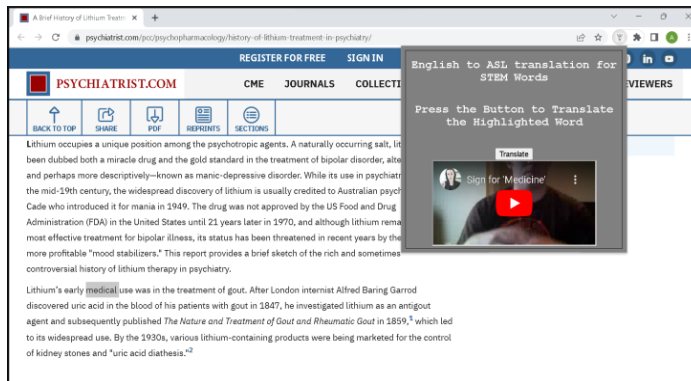 A Brief History of Lithium Treatm
psychiatrist.com/pcc/psychopharmacology/history-of-lithium-treatment-in-psychiatry/
REGISTER FOR FREE SIGN IN
PSYCHIATRIST.COM
CME JOURNALS COLLECTI
VIEWERS
BACK TO TOP SHARE PDF REPRINTS SECTIONS
English to ASL translation for
STEM Words
Press the Button to Translate
the Highlighted Word
Translate
Sign for 'Medicine'
Lithium occupies a unique position among the psychotropic agents. A naturally occurring salt, lit
been dubbed both a miracle drug and the gold standard in the treatment of bipolar disorder, alte
and perhaps more descriptively—known as manic-depressive disorder. While its use in psychiatr
the mid-19th century, the widespread discovery of lithium is usually credited to Australian psych
Cade who introduced it for mania in 1949. The drug was not approved by the US Food and Drug
Administration (FDA) in the United States until 21 years later in 1970, and although lithium rema
most effective treatment for bipolar illness, its status has been threatened in recent years by the
more profitable "mood stabilizers." This report provides a brief sketch of the rich and sometimes
controversial history of lithium therapy in psychiatry.
Lithium's early medical use was in the treatment of gout. After London internist Alfred Baring Garrod
discovered uric acid in the blood of his patients with gout in 1847, he investigated lithium as an antigout
agent and subsequently published The Nature and Treatment of Gout and Rheumatic Gout in 1859,1 which led
to its widespread use. By the 1930s, various lithium-containing products were being marketed for the control
of kidney stones and "uric acid diathesis."2